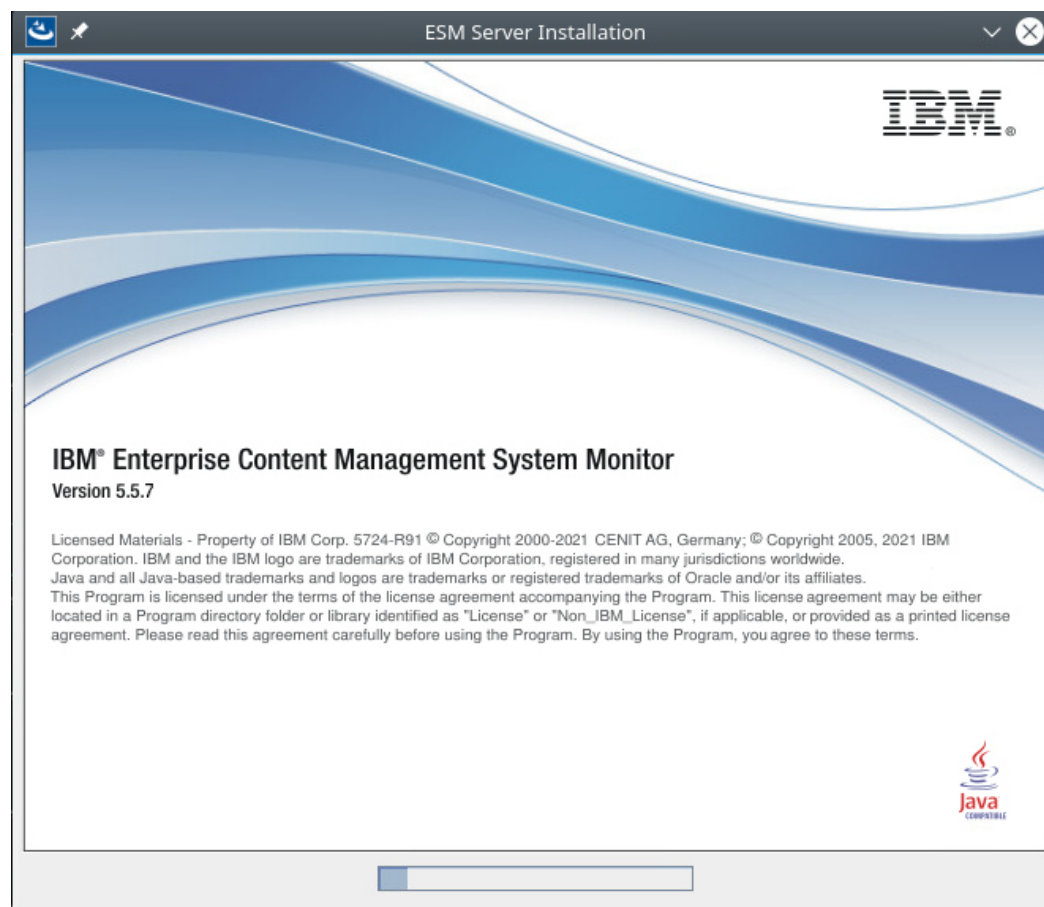 ESM Server Installation
IBM®
IBM® Enterprise Content Management System Monitor
Version 5.5.7
Licensed Materials - Property of IBM Corp. 5724-R91 © Copyright 2000-2021 CENIT AG, Germany; © Copyright 2005, 2021 IBM
Corporation. IBM and the IBM logo are trademarks of IBM Corporation, registered in many jurisdictions worldwide.
Java and all Java-based trademarks and logos are trademarks or registered trademarks of Oracle and/or its affiliates.
This Program is licensed under the terms of the license agreement accompanying the Program. This license agreement may be either
located in a Program directory folder or library identified as "License" or "Non_IBM_License", if applicable, or provided as a printed license
agreement. Please read this agreement carefully before using the Program. By using the Program, you agree to these terms.
Java
COMPATIBLE